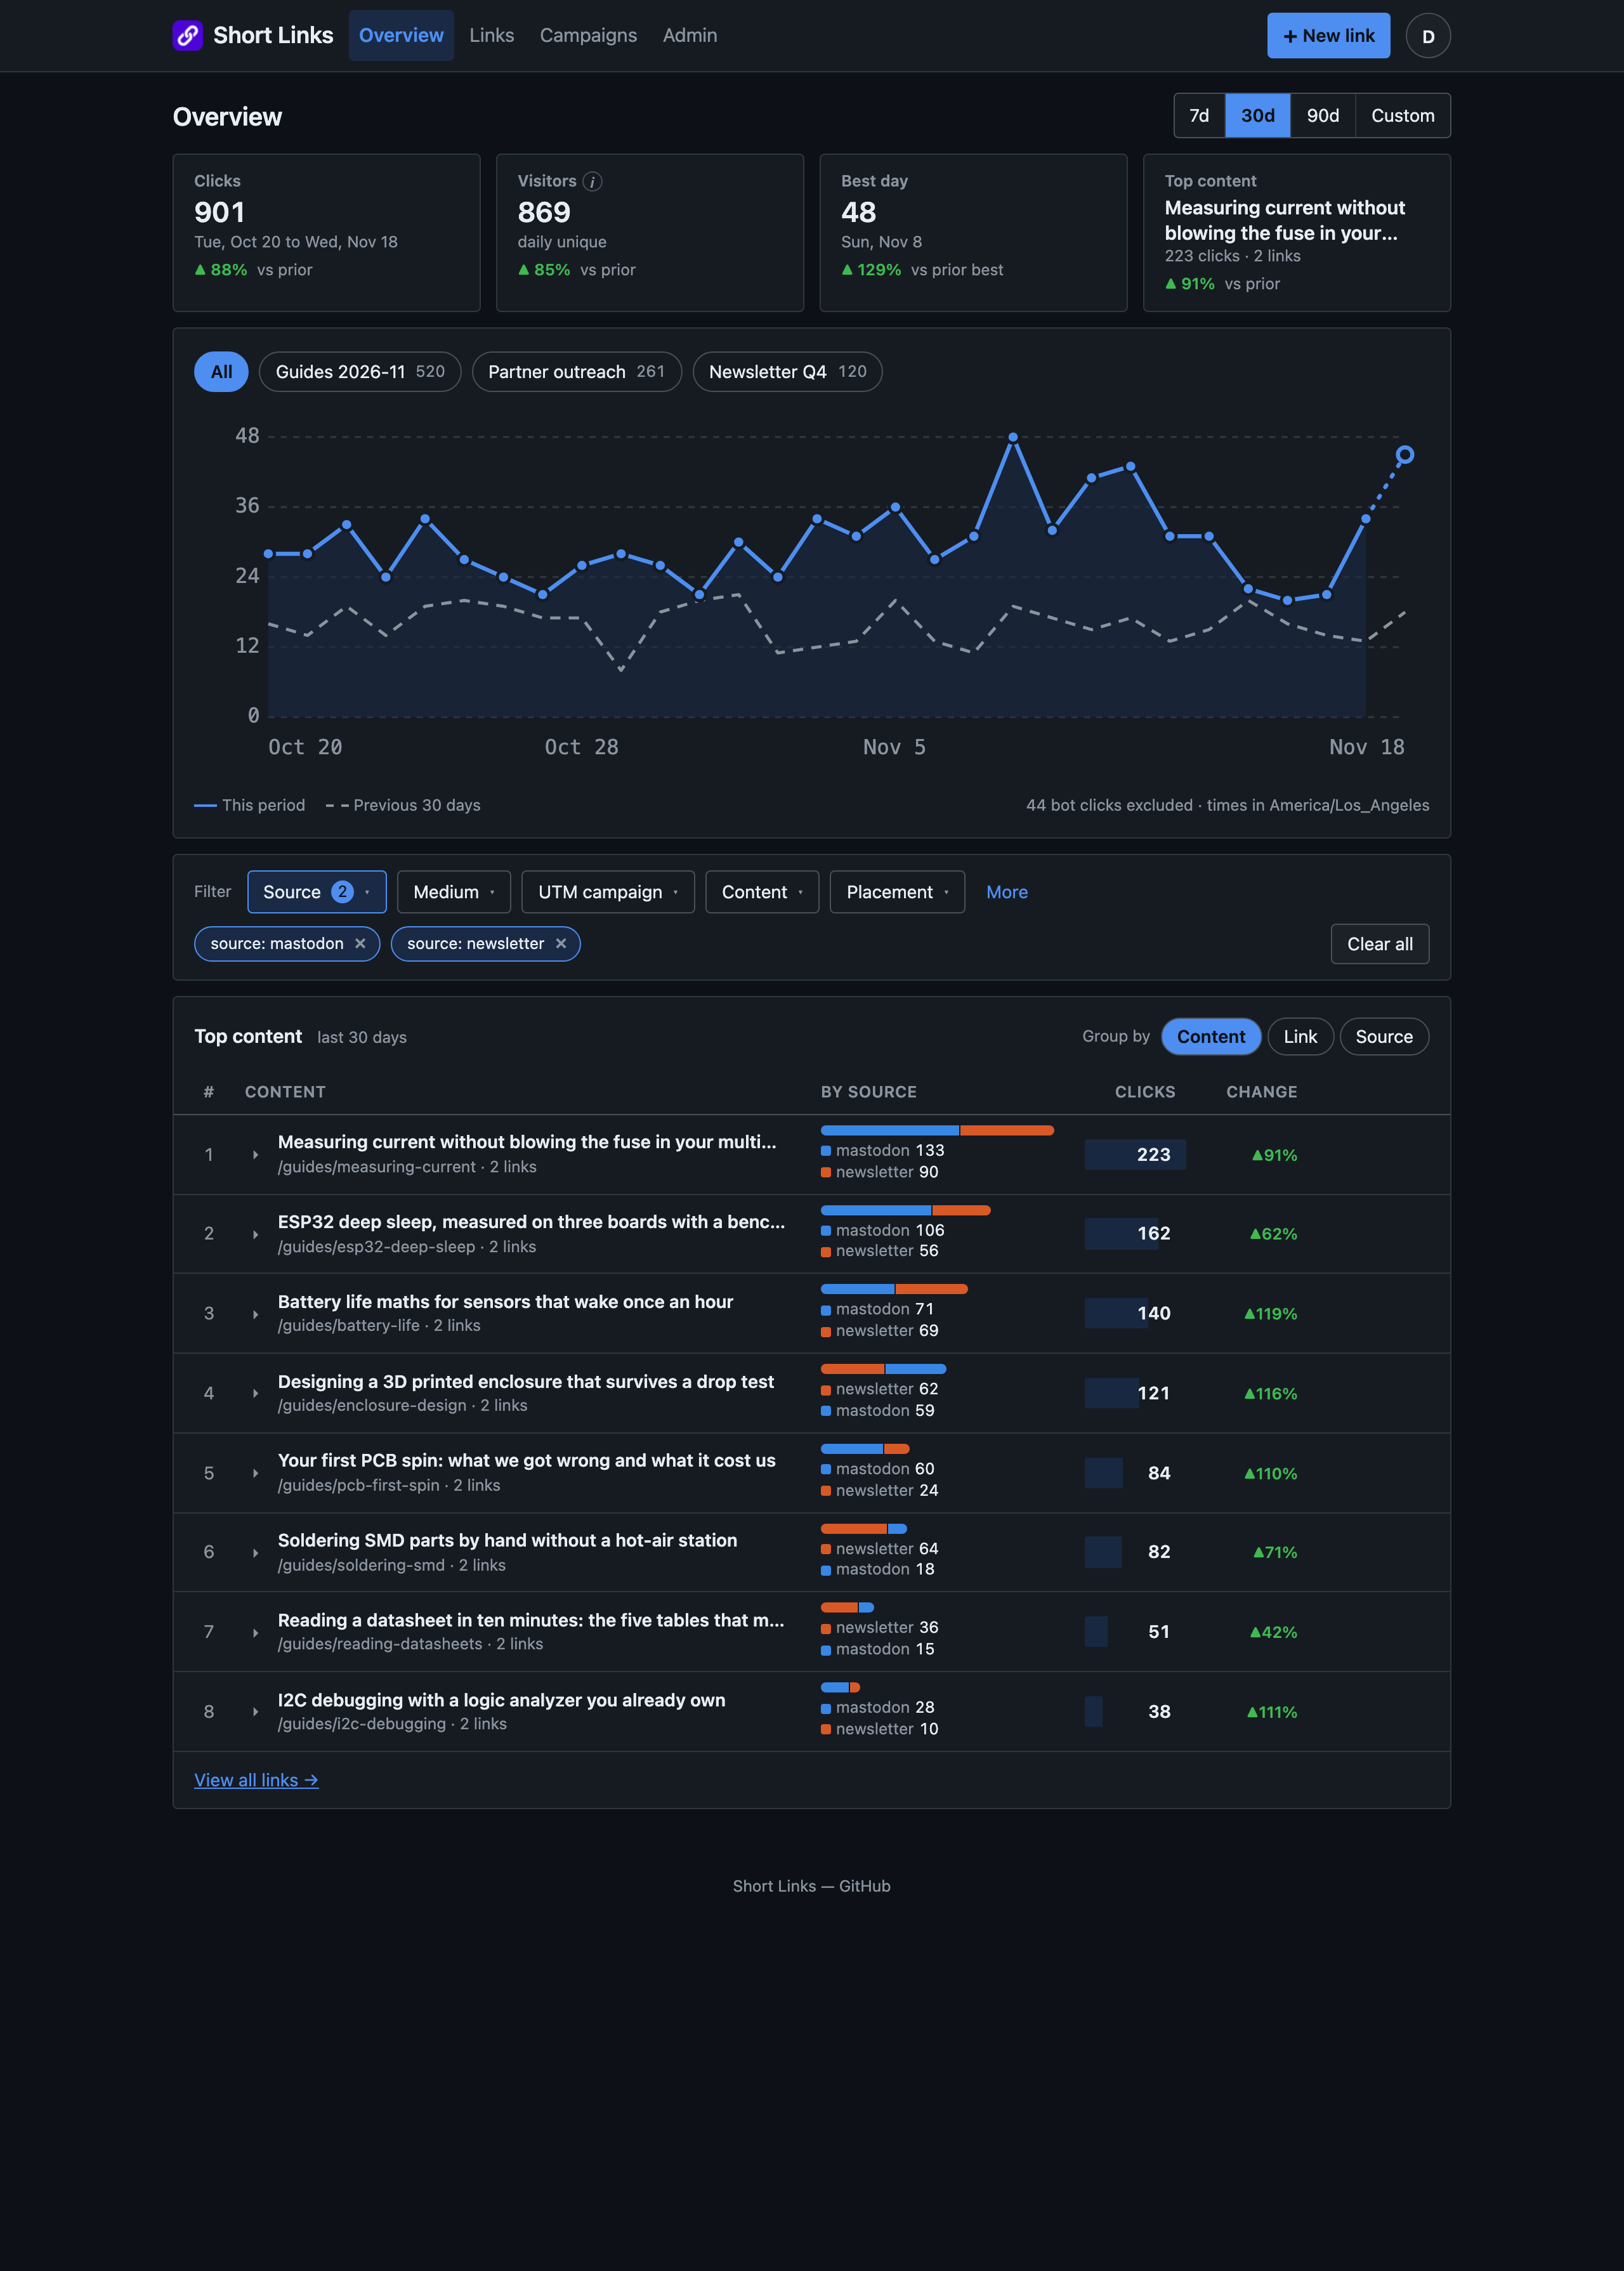 Short Links
Overview
Links
Campaigns
Admin
+ New link
D
Overview
7d
30d
90d
Custom
Clicks
901
Tue, Oct 20 to Wed, Nov 18
▲ 88% vs prior
Visitors i
869
daily unique
▲ 85% vs prior
Best day
48
Sun, Nov 8
▲ 129% vs prior best
Top content
Measuring current without
blowing the fuse in your...
223 clicks · 2 links
▲ 91% vs prior
All
Guides 2026-11 520
Partner outreach 261
Newsletter Q4 120
48
36
24
12
0
Oct 20
Oct 28
Nov 5
Nov 18
This period
Previous 30 days
44 bot clicks excluded · times in America/Los_Angeles
Filter
Source 2
Medium
UTM campaign
Content
Placement
More
source: mastodon ✕
source: newsletter ✕
Clear all
Top content last 30 days
Group by
Content
Link
Source
# CONTENT BY SOURCE CLICKS CHANGE
1
Measuring current without blowing the fuse in your multi...
/guides/measuring-current · 2 links
mastodon 133
newsletter 90
223
▲91%
2
ESP32 deep sleep, measured on three boards with a benc...
/guides/esp32-deep-sleep · 2 links
mastodon 106
newsletter 56
162
▲62%
3
Battery life maths for sensors that wake once an hour
/guides/battery-life · 2 links
mastodon 71
newsletter 69
140
▲119%
4
Designing a 3D printed enclosure that survives a drop test
/guides/enclosure-design · 2 links
newsletter 62
mastodon 59
121
▲116%
5
Your first PCB spin: what we got wrong and what it cost us
/guides/pcb-first-spin · 2 links
mastodon 60
newsletter 24
84
▲110%
6
Soldering SMD parts by hand without a hot-air station
/guides/soldering-smd · 2 links
newsletter 64
mastodon 18
82
▲71%
7
Reading a datasheet in ten minutes: the five tables that m...
/guides/reading-datasheets · 2 links
newsletter 36
mastodon 15
51
▲42%
8
I2C debugging with a logic analyzer you already own
/guides/i2c-debugging · 2 links
mastodon 28
newsletter 10
38
▲111%
View all links →
Short Links — GitHub